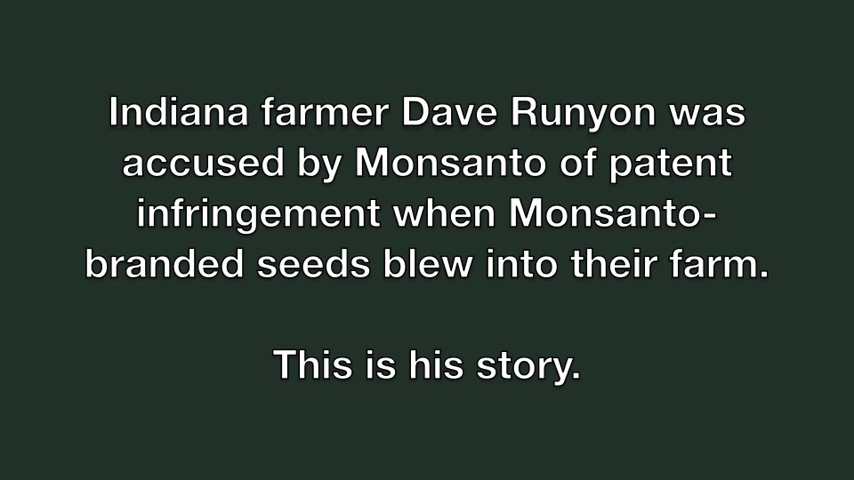 Indiana farmer Dave Runyon was
accused by Monsanto of patent
infringement when Monsanto-
branded seeds blew into their farm.
This is his story.